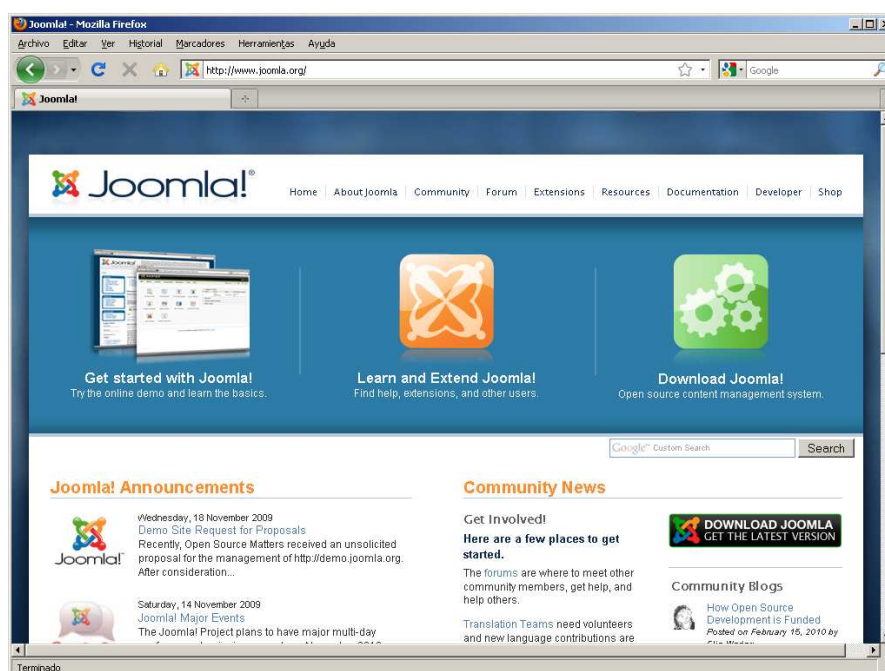 Joomla! - Mozilla Firefox
Archivo Editar Ver Historial Marcadores Herramientas Ayuda
http://www.joomla.org/
Google
Joomla!
Joomla!®
Home About Joomla Community Forum Extensions Resources Documentation Developer Shop
Get started with Joomla!
Try the online demo and learn the basics.
Learn and Extend Joomla!
Find help, extensions, and other users.
Download Joomla!
Open source content management system.
Google™ Custom Search
Search
Joomla! Announcements
Joomla!
Wednesday, 18 November 2009
Demo Site Request for Proposals
Recently, Open Source Matters received an unsolicited
proposal for the management of http://demo.joomla.org.
After consideration...
Saturday, 14 November 2009
Joomla! Major Events
The Joomla! Project plans to have major multi-day
Community News
Get Involved!
Here are a few places to get
started.
The forums are where to meet other
community members, get help, and
help others.
Translation Teams need volunteers
and new language contributions are
DOWNLOAD JOOMLA
GET THE LATEST VERSION
Community Blogs
How Open Source
Development is Funded
Posted on February 15, 2010 by
Terminado